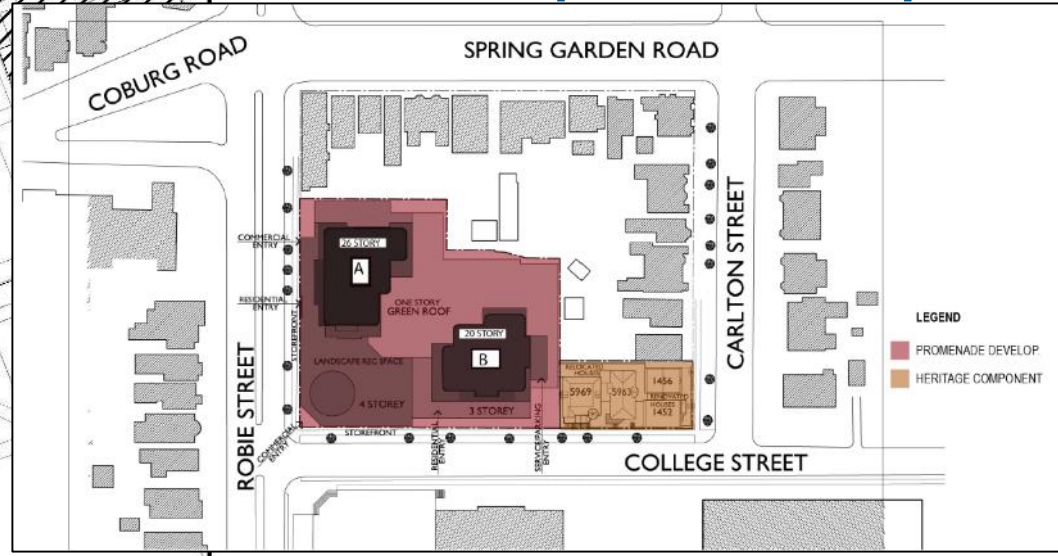 COBURG ROAD
SPRING GARDEN ROAD
COMMERCIAL
ENTRY
26 STORY
A
RESIDENTIAL
ENTRY
ONE STORY
GREEN ROOF
STOREFRONT
20 STORY
B
LANDSCAPE REC SPACE
4 STOREY
3 STOREY
STOREFRONT
COMMERCIAL
ENTRY
RESIDENTIAL
ENTRY
SERVICE/PARKING
ENTRY
RELOCATED
HOUSES
5969
5963
1456
RENOVATED
HOUSES
1452
ROBIE STREET
CARLTON STREET
COLLEGE STREET
LEGEND
PROMENADE DEVELOP.
HERITAGE COMPONENT